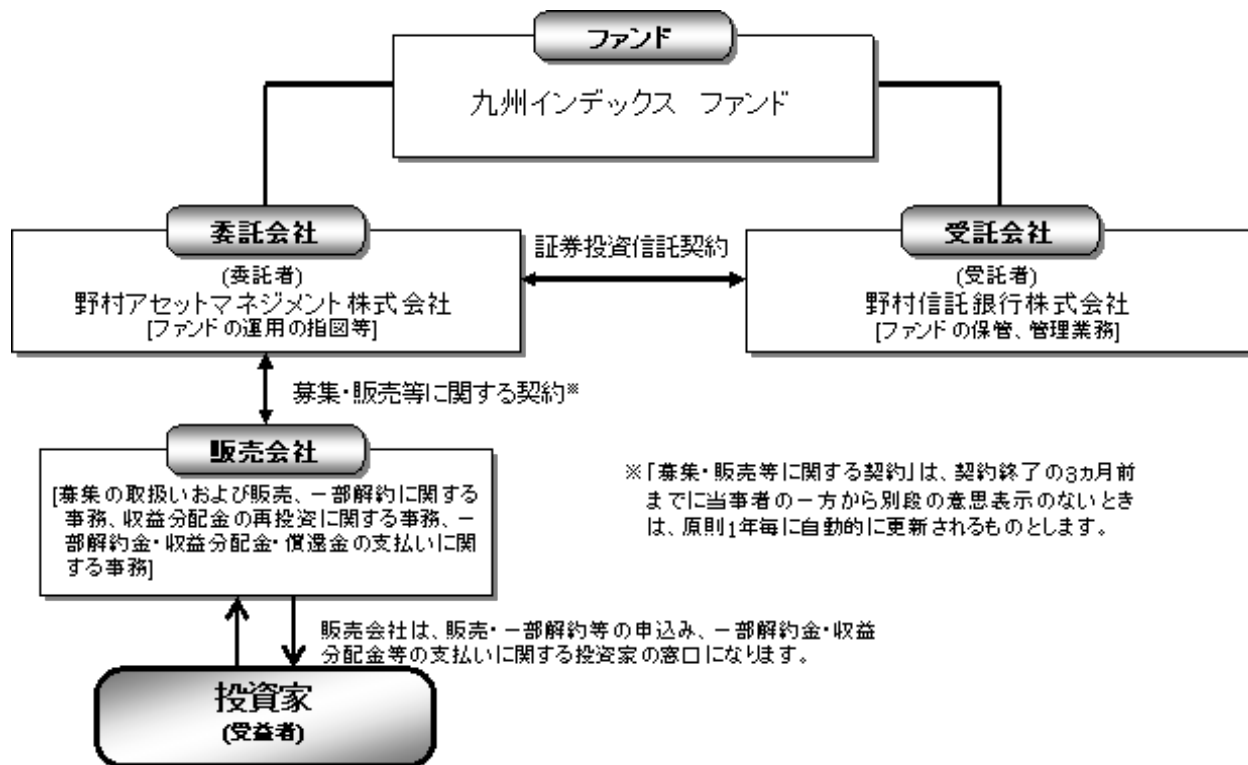 ファンド
九州インデックス ファンド
委託会社
(委託者)
野村アセットマネジメント株式会社
[ファンドの運用の指図等]
証券投資信託契約
受託会社
(受託者)
野村信託銀行株式会社
[ファンドの保管、管理業務]
募集・販売等に関する契約※
販売会社
[募集の取扱いおよび販売、一部解約に関する
事務、収益分配金の再投資に関する事務、一
部解約金・収益分配金・償還金の支払いに関
する事務]
※「募集・販売等に関する契約」は、契約終了の3ヵ月前
までに当事者の一方から別段の意思表示のないとき
は、原則1年毎に自動的に更新されるものとします。
販売会社は、販売・一部解約等の申込み、一部解約金・収益
分配金等の支払いに関する投資家の窓口になります。
投資家
(受益者)